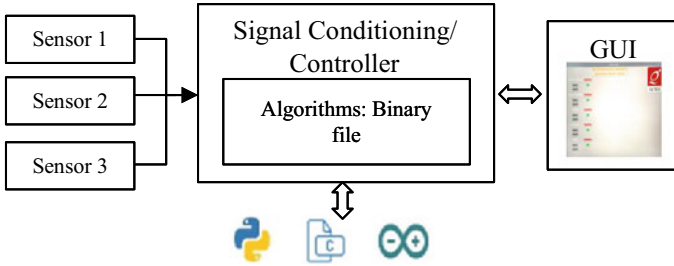 Sensor 1
Sensor 2
Sensor 3
Signal Conditioning/
Controller
Algorithms: Binary
file
GUI
C